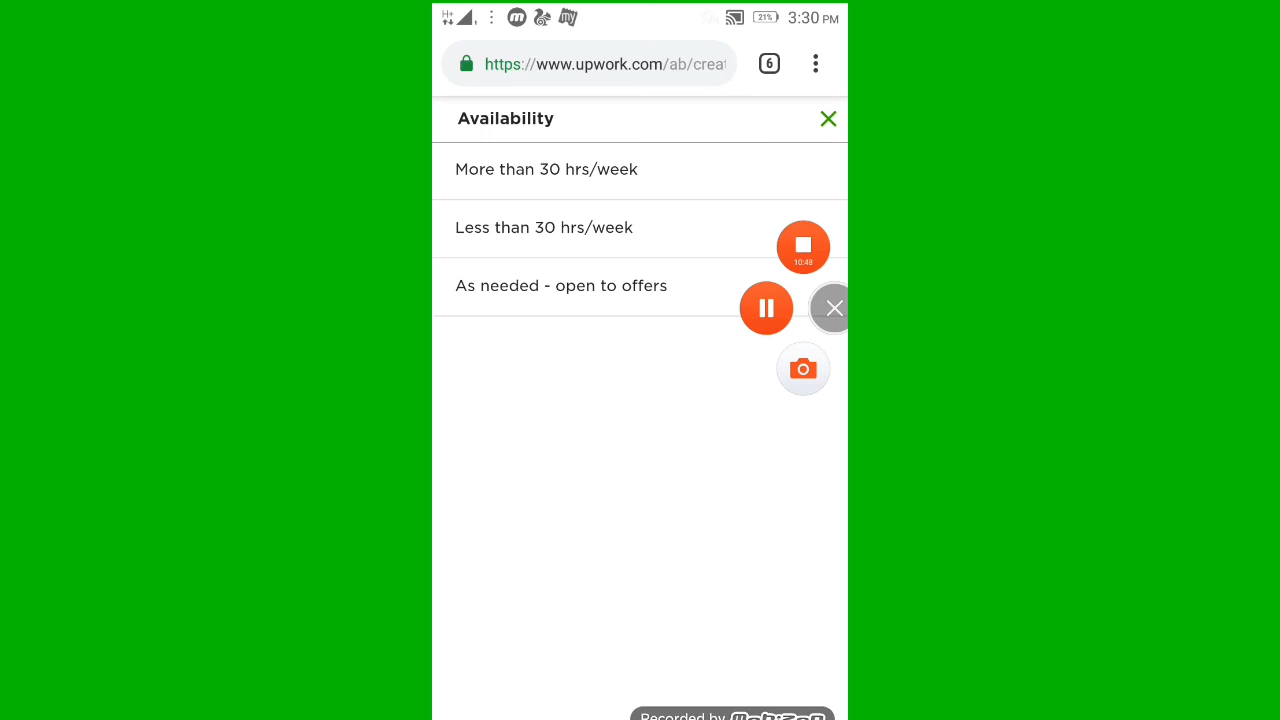 H+ 21% 3:30 PM
https://www.upwork.com/ab/creat
6
Availability
More than 30 hrs/week
Less than 30 hrs/week
10:48
As needed - open to offers
Recorded by